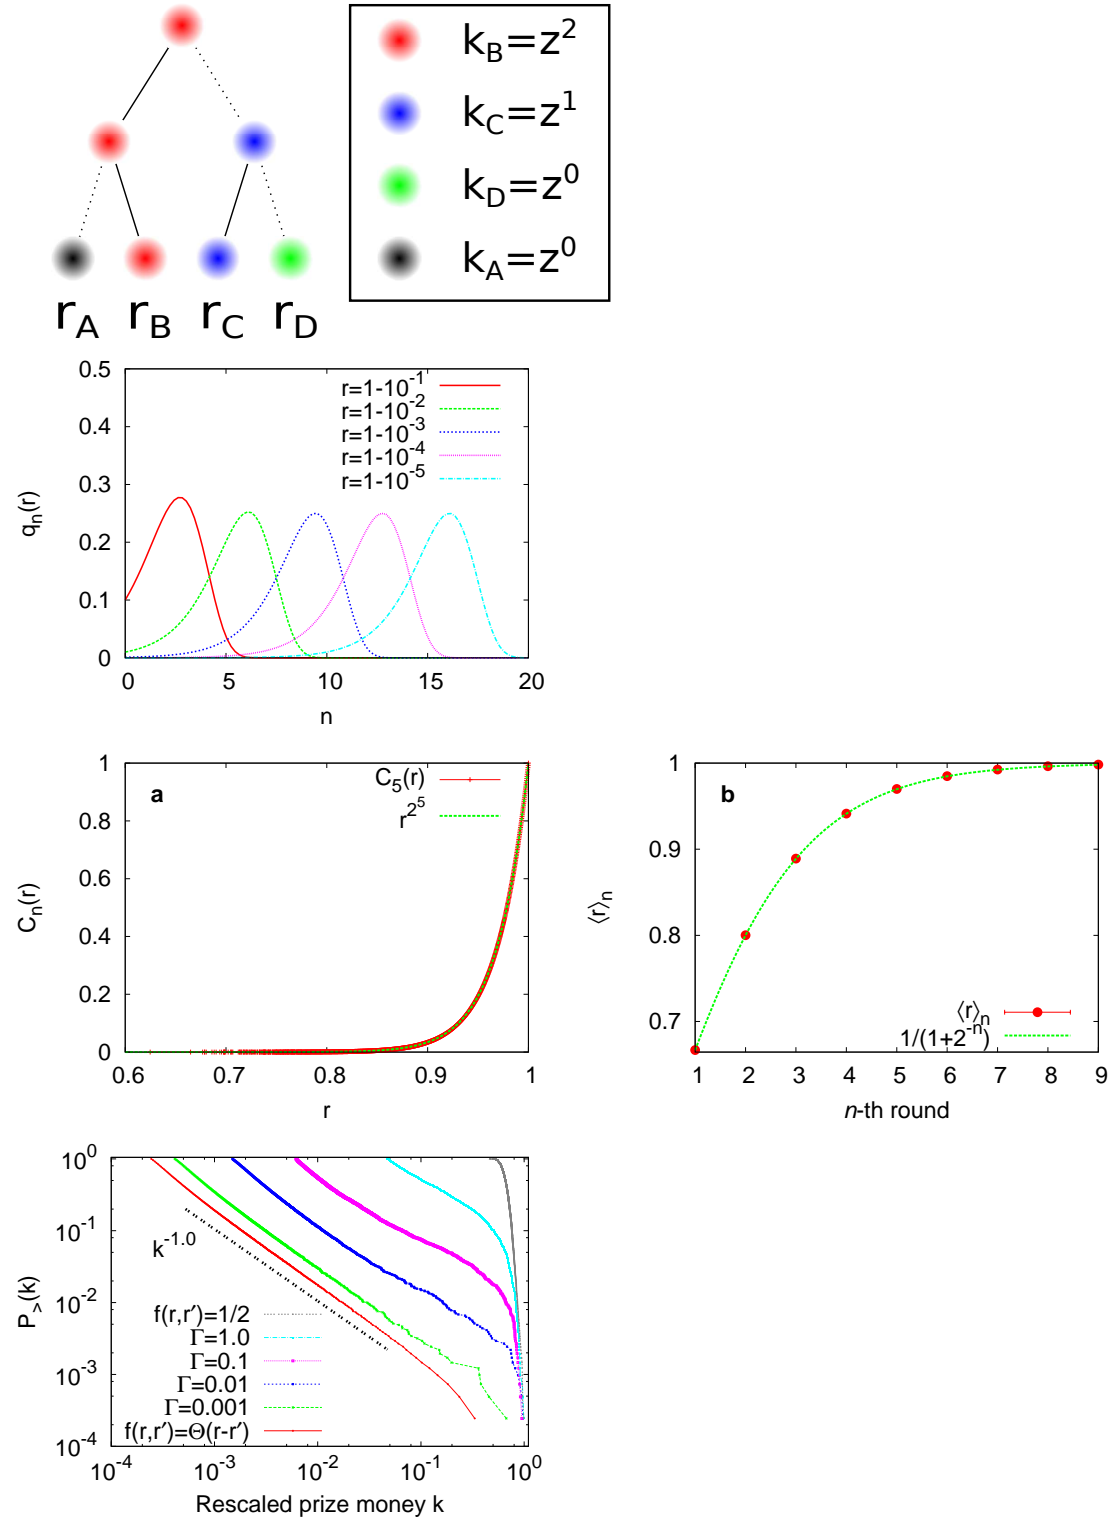 k_B=z^2
k_C=z^1
k_D=z^0
k_A=z^0
r_A r_B r_C r_D
0.5
0.4
0.3
0.2
0.1
0
q_n(r)
r=1-10^-1
r=1-10^-2
r=1-10^-3
r=1-10^-4
r=1-10^-5
0 5 10 15 20
n
1
0.8
0.6
0.4
0.2
0
C_n(r)
a
C_5(r)
r^2^5
0.6 0.7 0.8 0.9 1
r
1
0.9
0.8
0.7
⟨r⟩_n
b
⟨r⟩_n
1/(1+2^-n)
1 2 3 4 5 6 7 8 9
n-th round
10^0
10^-1
10^-2
10^-3
10^-4
P_>(k)
k^-1.0
f(r,r′)=1/2
Γ=1.0
Γ=0.1
Γ=0.01
Γ=0.001
f(r,r′)=Θ(r-r′)
10^-4 10^-3 10^-2 10^-1 10^0
Rescaled prize money k